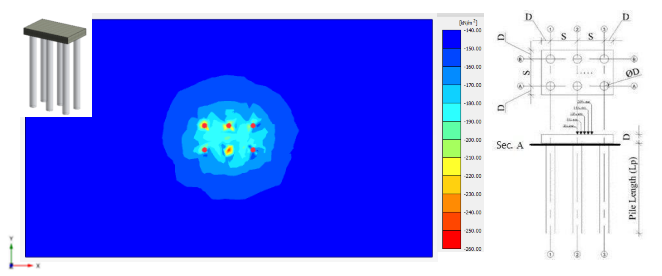 [kN/m²]
-140.00
-150.00
-160.00
-170.00
-180.00
-190.00
-200.00
-210.00
-220.00
-230.00
-240.00
-250.00
-260.00
Y
X
D
1
2
3
D
S
S
D
B
B
S
ØD
A
A
D
D
Sec. A
Pile Length (Lp)
1
2
3